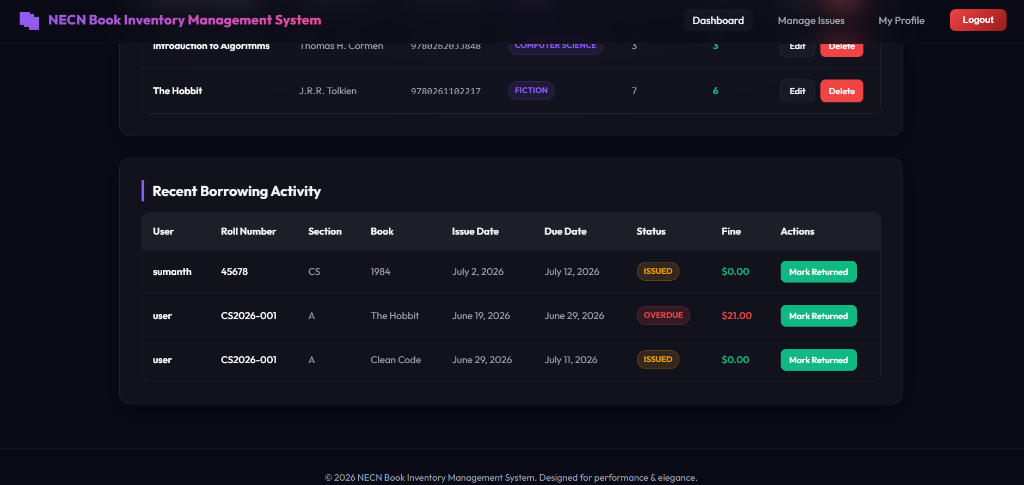 NECN Book Inventory Management System Dashboard Manage Issues My Profile Logout
Introduction to Algorithms Thomas H. Cormen 9780262033848 COMPUTER SCIENCE 3 3 Edit Delete
The Hobbit J.R.R. Tolkien 9780261102217 FICTION 7 6 Edit Delete
Recent Borrowing Activity
User Roll Number Section Book Issue Date Due Date Status Fine Actions
sumanth 45678 CS 1984 July 2, 2026 July 12, 2026 ISSUED $0.00 Mark Returned
user CS2026-001 A The Hobbit June 19, 2026 June 29, 2026 OVERDUE $21.00 Mark Returned
user CS2026-001 A Clean Code June 29, 2026 July 11, 2026 ISSUED $0.00 Mark Returned
© 2026 NECN Book Inventory Management System. Designed for performance & elegance.